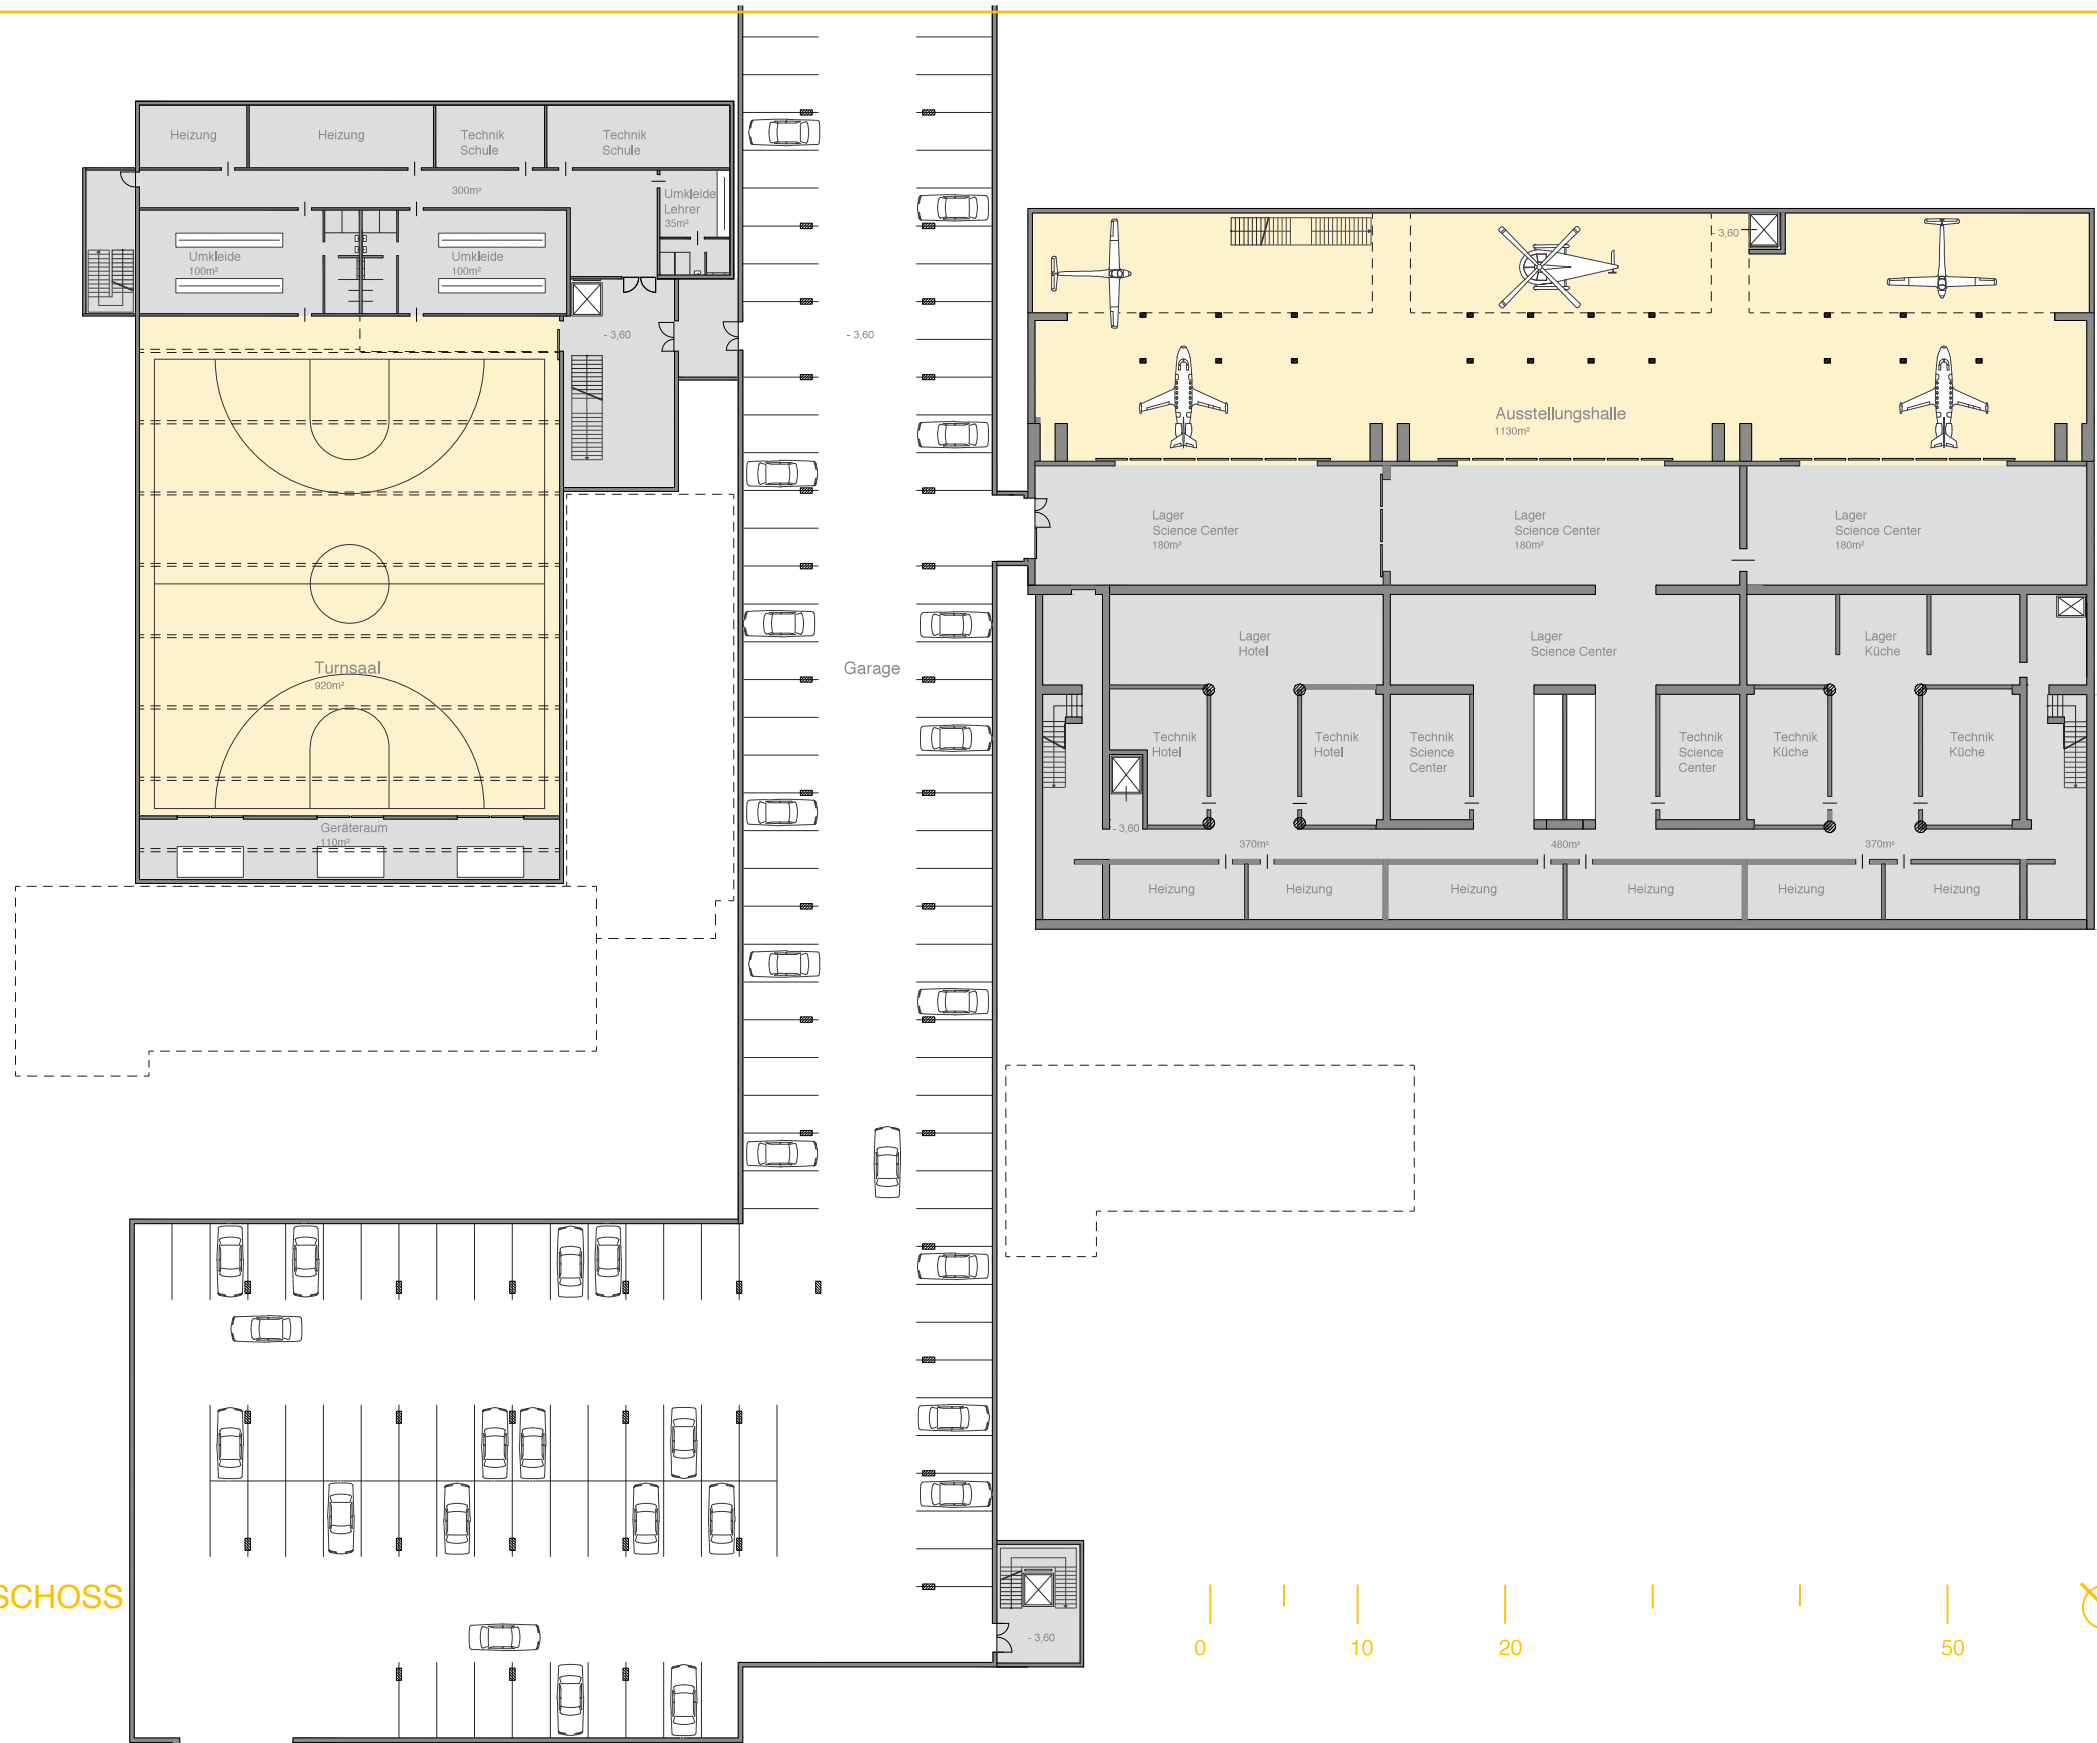 Heizung
Heizung
Technik
Schule
Technik
Schule
300m²
Umkleide
Lehrer
35m²
Umkleide
100m²
Umkleide
100m²
- 3,60
- 3,60
- 3,60
Ausstellungshalle
1130m²
Lager
Science Center
180m²
Lager
Science Center
180m²
Lager
Science Center
180m²
Turnsaal
920m²
Garage
Lager
Hotel
Lager
Science Center
Lager
Küche
Technik
Hotel
Technik
Hotel
Technik
Science
Center
Technik
Science
Center
Technik
Küche
Technik
Küche
Geräteraum
110m²
- 3,60
370m²
480m²
370m²
Heizung
Heizung
Heizung
Heizung
Heizung
Heizung
SCHOSS
- 3,60
0
10
20
50